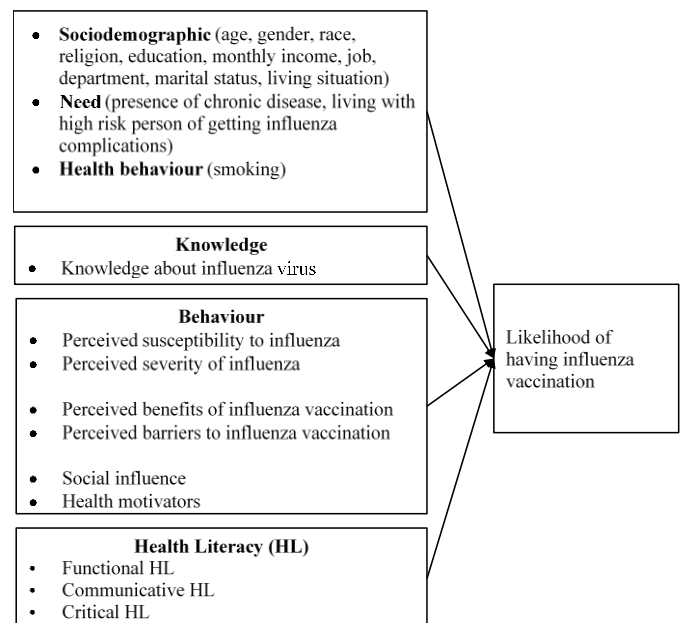 • Sociodemographic (age, gender, race,
religion, education, monthly income, job,
department, marital status, living situation)
• Need (presence of chronic disease, living with
high risk person of getting influenza
complications)
• Health behaviour (smoking)
Knowledge
• Knowledge about influenza virus
Behaviour
• Perceived susceptibility to influenza
• Perceived severity of influenza
• Perceived benefits of influenza vaccination
• Perceived barriers to influenza vaccination
• Social influence
• Health motivators
Health Literacy (HL)
• Functional HL
• Communicative HL
• Critical HL
Likelihood of
having influenza
vaccination